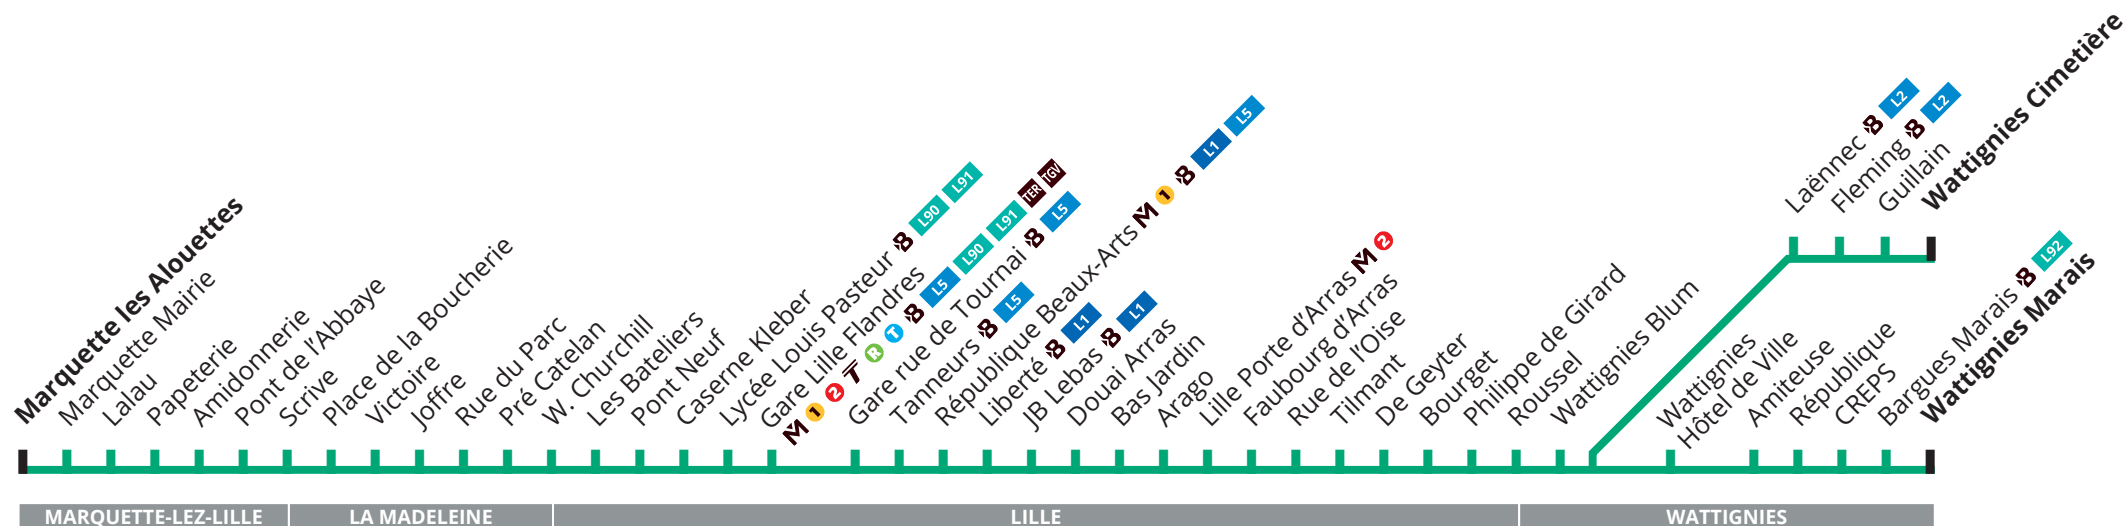 Marquette les Alouettes
Marquette Mairie
Lalau
Papeterie
Amidonnerie
Pont de l'Abbaye
Scrive
Place de la Boucherie
Victoire
Joffre
Rue du Parc
Pré Catelan
W. Churchill
Les Bateliers
Pont Neuf
Caserne Kleber
Lycée Louis Pasteur B L90 L91
Gare Lille Flandres
M 1 2 T R T B L5 L90 L91 TER TGV
Gare rue de Tournai B L5
Tanneurs B L5
République Beaux-Arts M 1 B L1 L5
Liberté B L1
JB Lebas B L1
Douai Arras
Bas Jardin
Arago
Lille Porte d'Arras M 2
Faubourg d'Arras
Rue de l'Oise
Tilmant
De Geyter
Bourget
Philippe de Girard
Roussel
Wattignies Blum
Laënnec B L2
Fleming B L2
Guillain
Wattignies Cimetière
Wattignies
Hôtel de Ville
Amiteuse
République
CREPS
Bargues Marais B L92
Wattignies Marais
MARQUETTE-LEZ-LILLE
LA MADELEINE
LILLE
WATTIGNIES